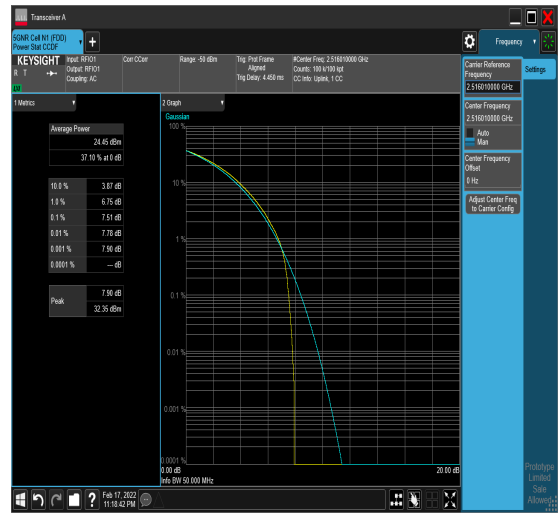 Transceiver A
5GNR Cell N1 (FDD)
Power Stat CCDF
Frequency
KEYSIGHT
R T
Input: RFIO1
Output: RFIO1
Coupling: AC
Corr CCorr
Range: -50 dBm
Trig: Prot Frame
Aligned
Trig Delay: 4.450 ms
#Center Freq: 2.516010000 GHz
Counts: 100 k/100 kpt
CC Info: Uplink, 1 CC
Carrier Reference
Frequency
2.516010000 GHz
Settings
Center Frequency
2.516010000 GHz
Auto
Man
Center Frequency
Offset
0 Hz
Adjust Center Freq
to Carrier Config
1 Metrics
Average Power
24.45 dBm
37.10 % at 0 dB
10.0 % 3.87 dB
1.0 % 6.75 dB
0.1 % 7.51 dB
0.01 % 7.78 dB
0.001 % 7.90 dB
0.0001 % --- dB
Peak
7.90 dB
32.35 dBm
2 Graph
Gaussian
100 %
10 %
1 %
0.1 %
0.01 %
0.001 %
0.0001 %
0.00 dB
20.00 dB
Info BW 50.000 MHz
Prototype
Limited
Sale
Allowed
?
Feb 17, 2022
11:18:42 PM